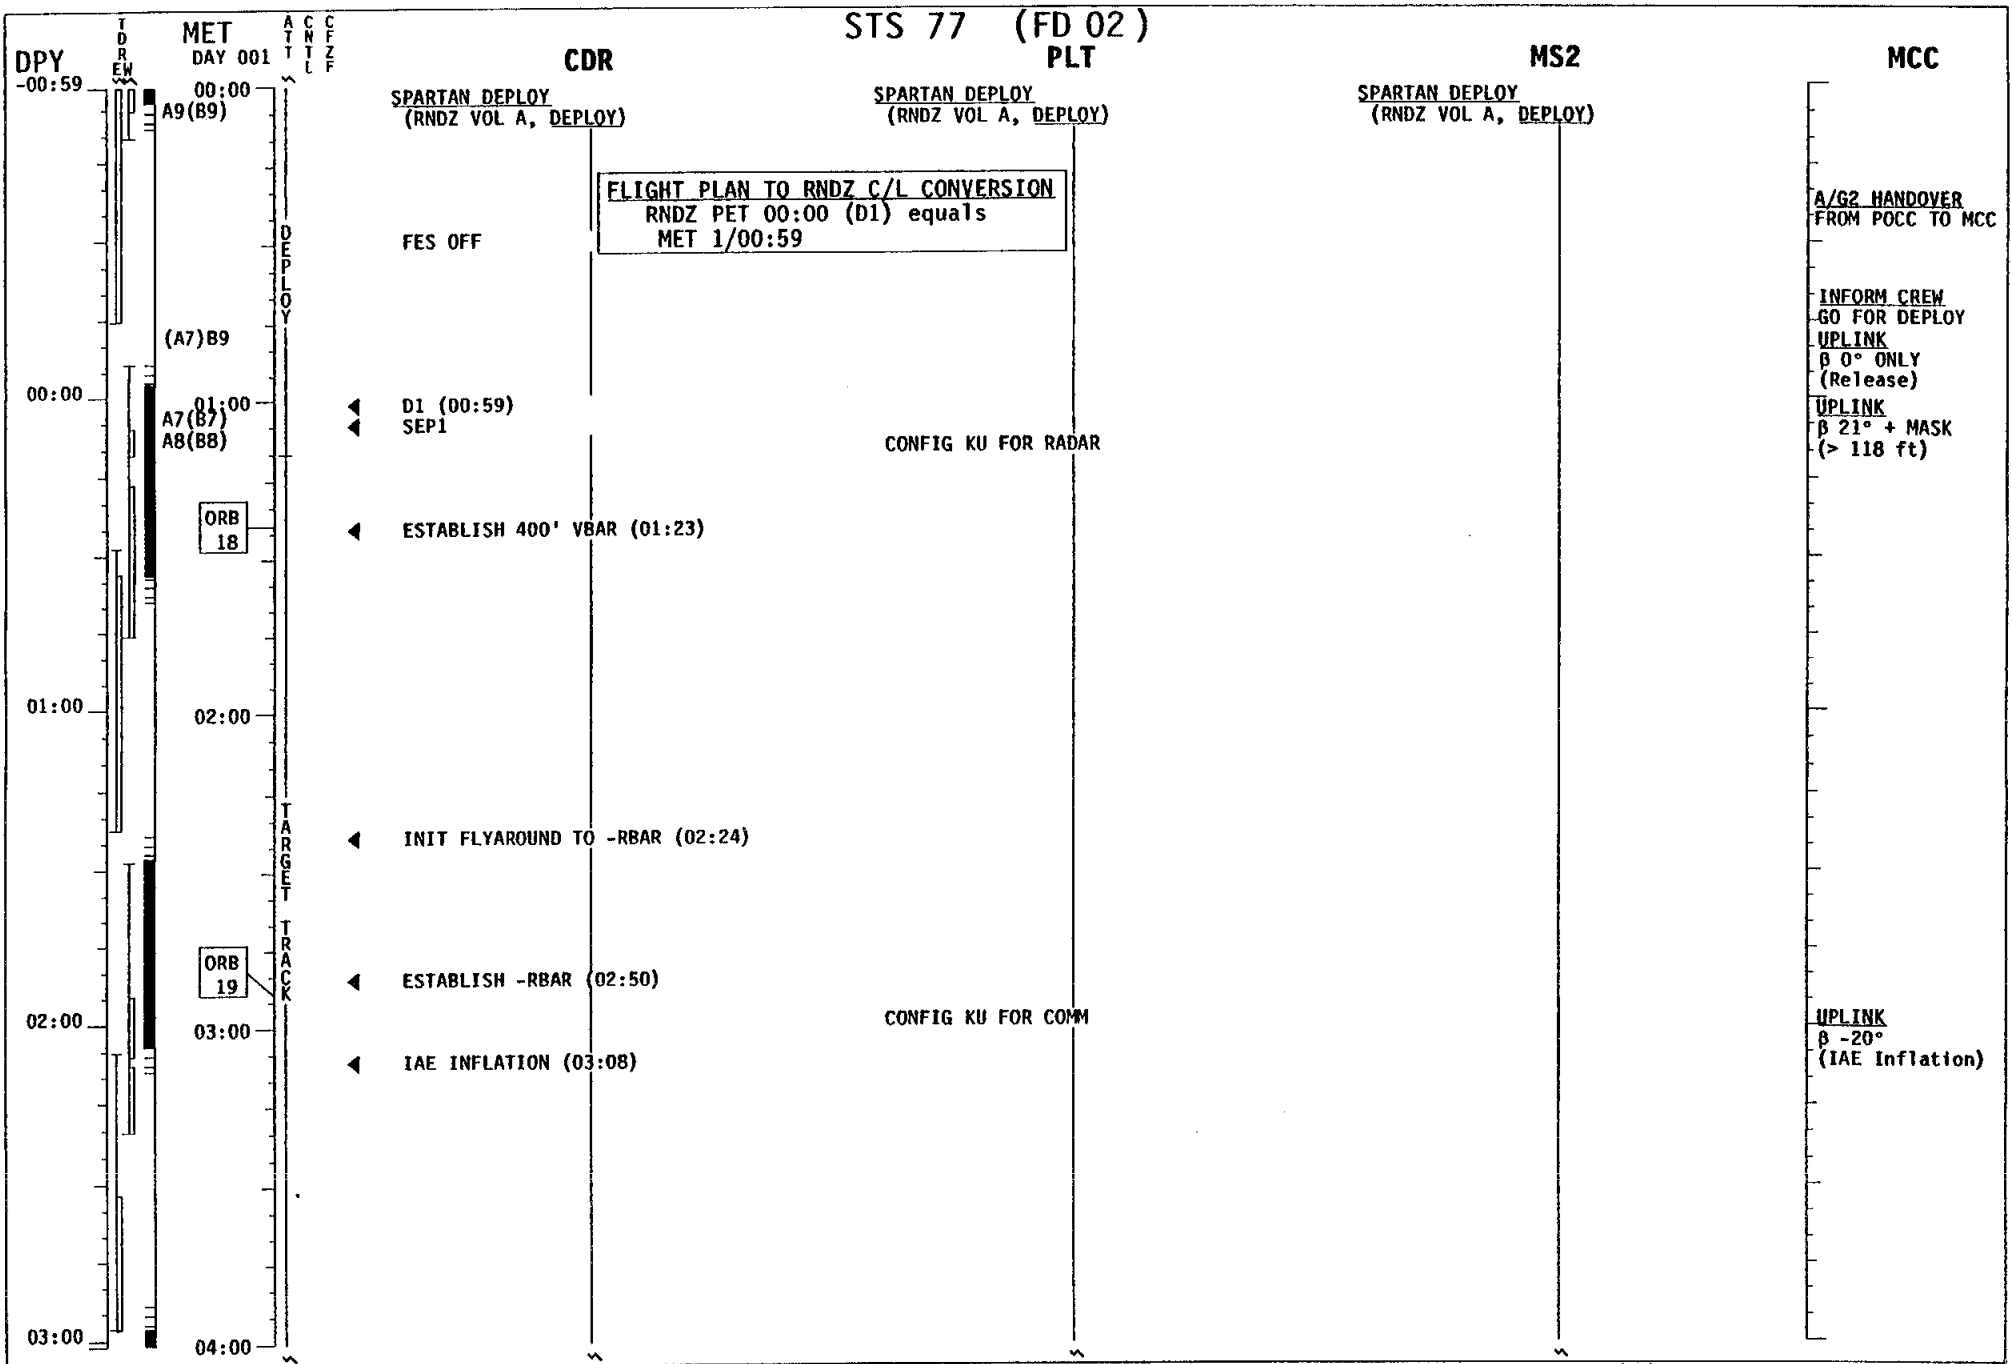 STS 77 (FD 02)
TDRS EW
MET
DAY 001
ATT
CNTL
CFZF
DPY
CDR
PLT
MS2
MCC
-00:59
00:00
A9(B9)
SPARTAN DEPLOY
(RNDZ VOL A, DEPLOY)
SPARTAN DEPLOY
(RNDZ VOL A, DEPLOY)
SPARTAN DEPLOY
(RNDZ VOL A, DEPLOY)
FLIGHT PLAN TO RNDZ C/L CONVERSION
RNDZ PET 00:00 (D1) equals
MET 1/00:59
A/G2 HANDOVER
FROM POCC TO MCC
DEPLOY
FES OFF
INFORM CREW
GO FOR DEPLOY
(A7)B9
UPLINK
β 0° ONLY
(Release)
00:00
01:00
A7(B7)
A8(B8)
D1 (00:59)
SEP1
CONFIG KU FOR RADAR
UPLINK
β 21° + MASK
(> 118 ft)
ORB
18
ESTABLISH 400' VBAR (01:23)
01:00
02:00
TARGET TRACK
INIT FLYAROUND TO -RBAR (02:24)
ORB
19
ESTABLISH -RBAR (02:50)
02:00
03:00
CONFIG KU FOR COMM
UPLINK
β -20°
(IAE Inflation)
IAE INFLATION (03:08)
03:00
04:00